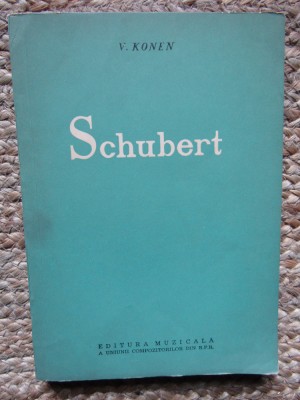 V. KONEN
Schubert
EDITURA MUZICALA
A UNIUNII COMPOZITORILOR DIN R.P.R.